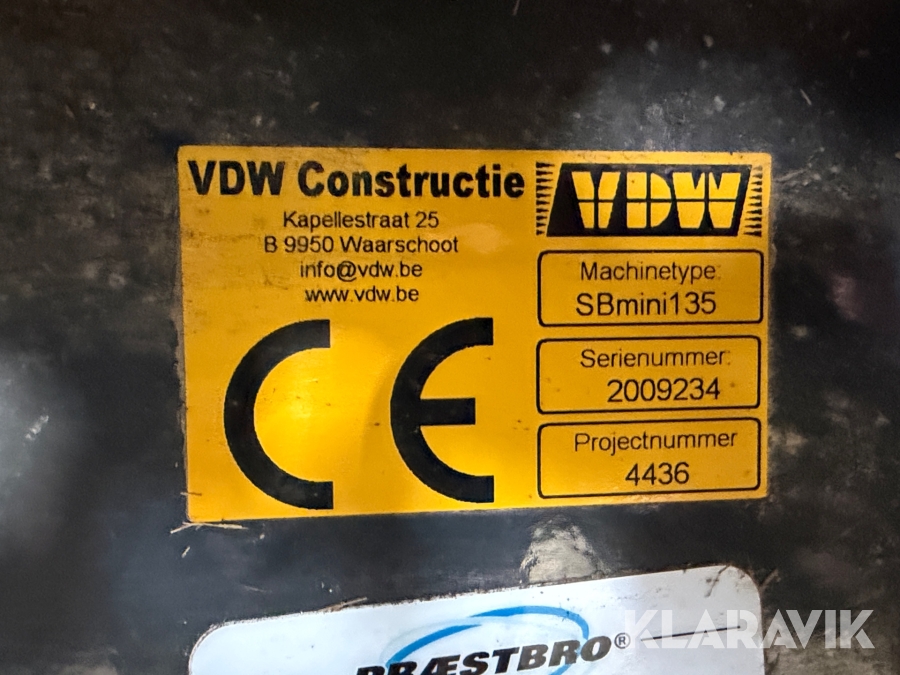 VDW Constructie
Kapellestraat 25
B 9950 Waarschoot
info@vdw.be
www.vdw.be
CE
VDW
Machinetype:
SBmini135
Serienummer:
2009234
Projectnummer
4436
PRÆSTBRO®
KLARAVIK